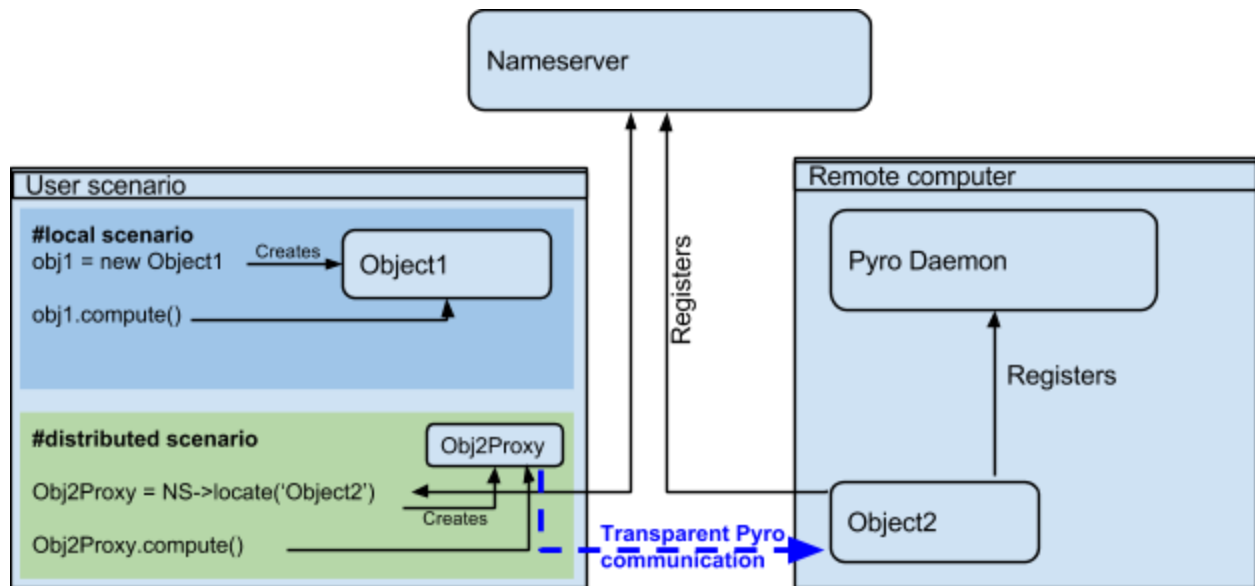 Nameserver
User scenario
#local scenario
obj1 = new Object1
Creates
Object1
obj1.compute()
#distributed scenario
Obj2Proxy
Obj2Proxy = NS->locate(‘Object2’)
Creates
Obj2Proxy.compute()
Registers
Transparent Pyro
communication
Remote computer
Pyro Daemon
Registers
Object2